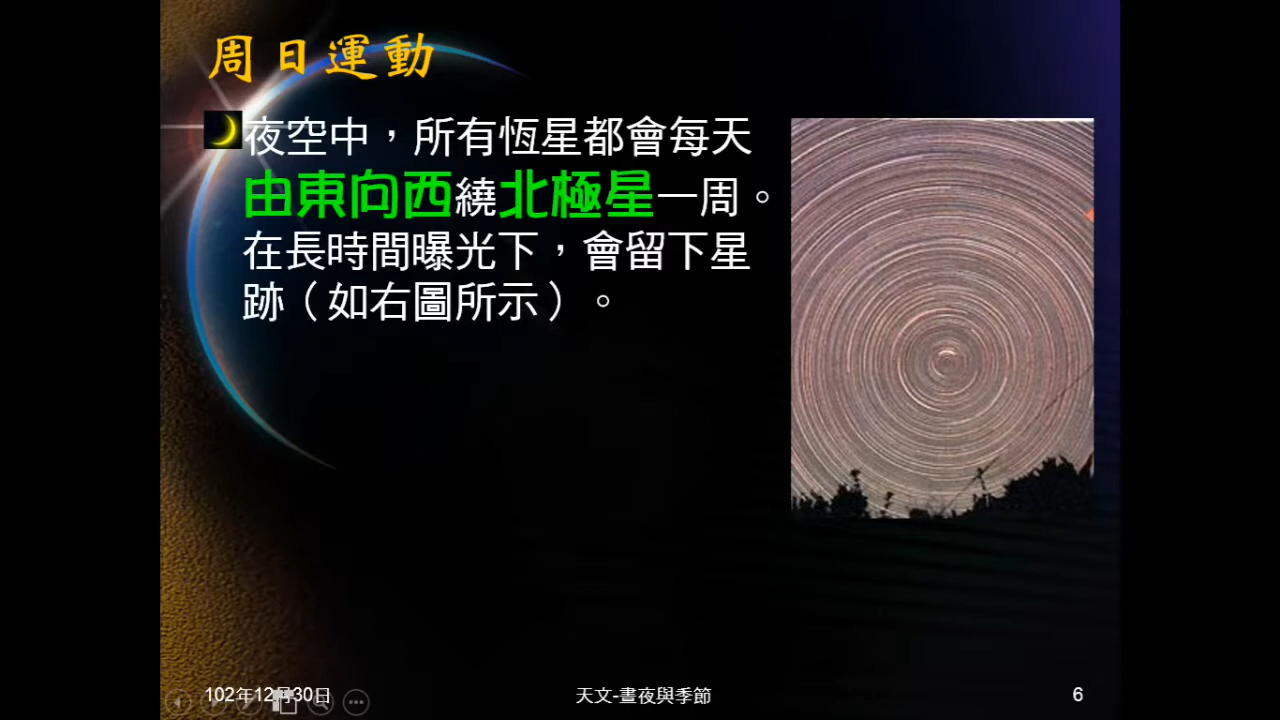 周日運動
夜空中，所有恆星都會每天
由東向西繞北極星一周。
在長時間曝光下，會留下星
跡（如右圖所示）。
102年12月30日
天文-晝夜與季節
6